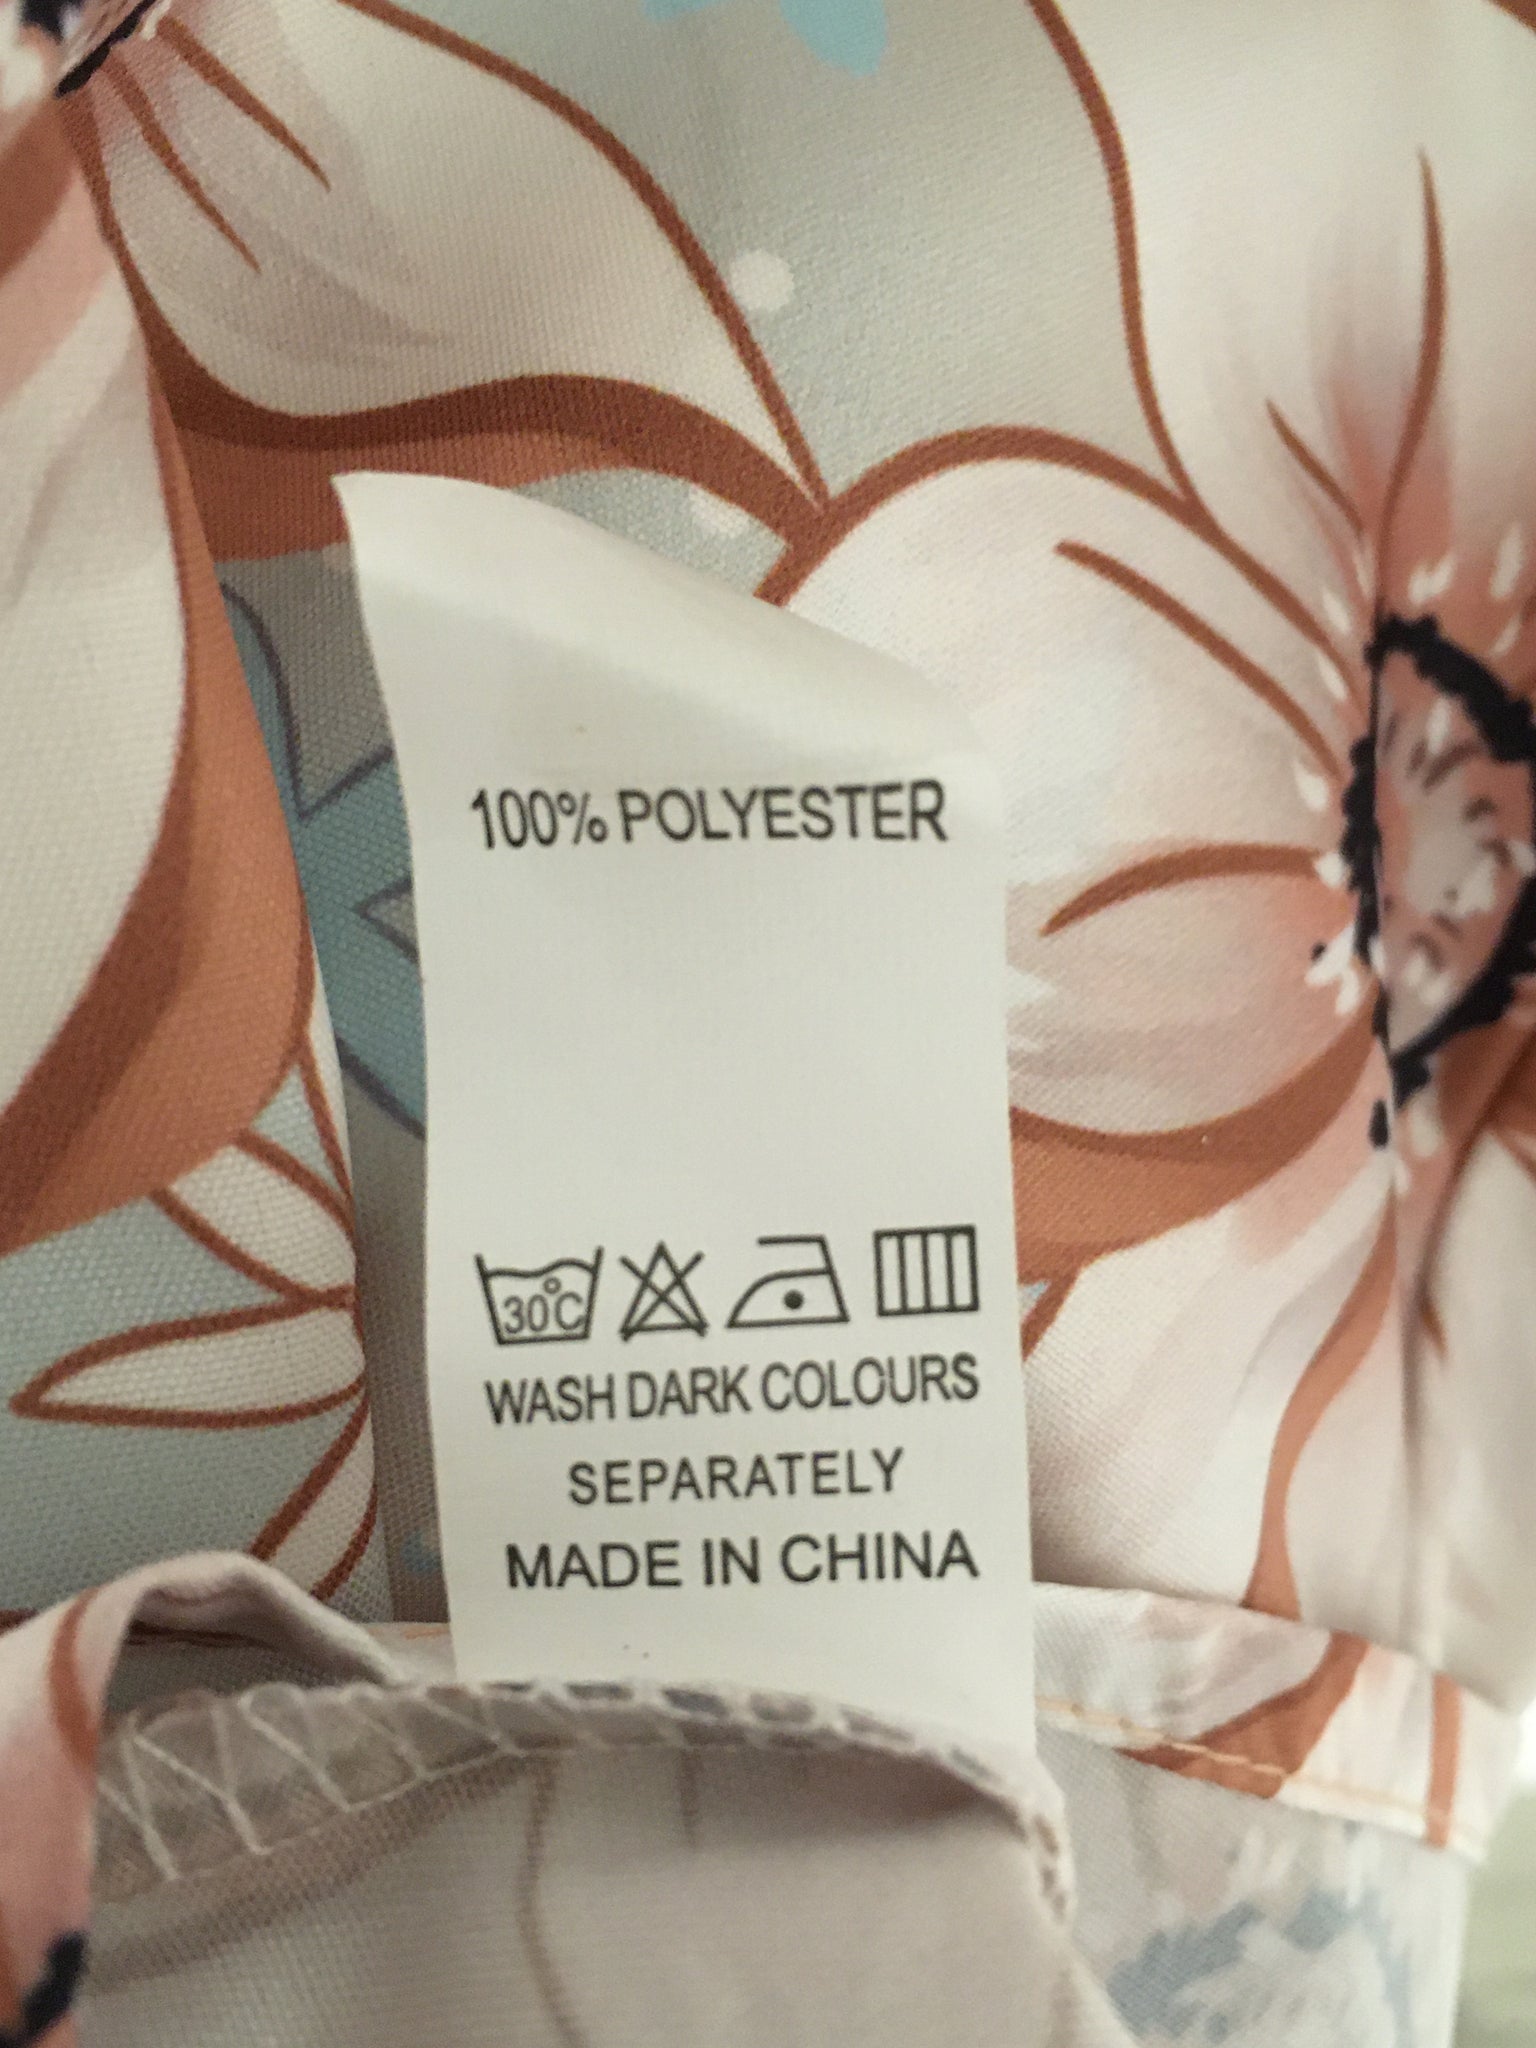 100% POLYESTER
30°C
WASH DARK COLOURS
SEPARATELY
MADE IN CHINA